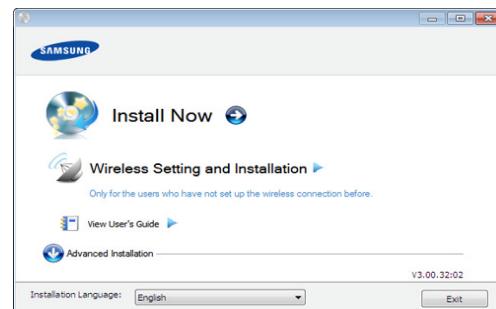 SAMSUNG
Install Now
Wireless Setting and Installation
Only for the users who have not set up the wireless connection before.
View User's Guide
Advanced Installation
V3.00.32:02
Installation Language: English Exit